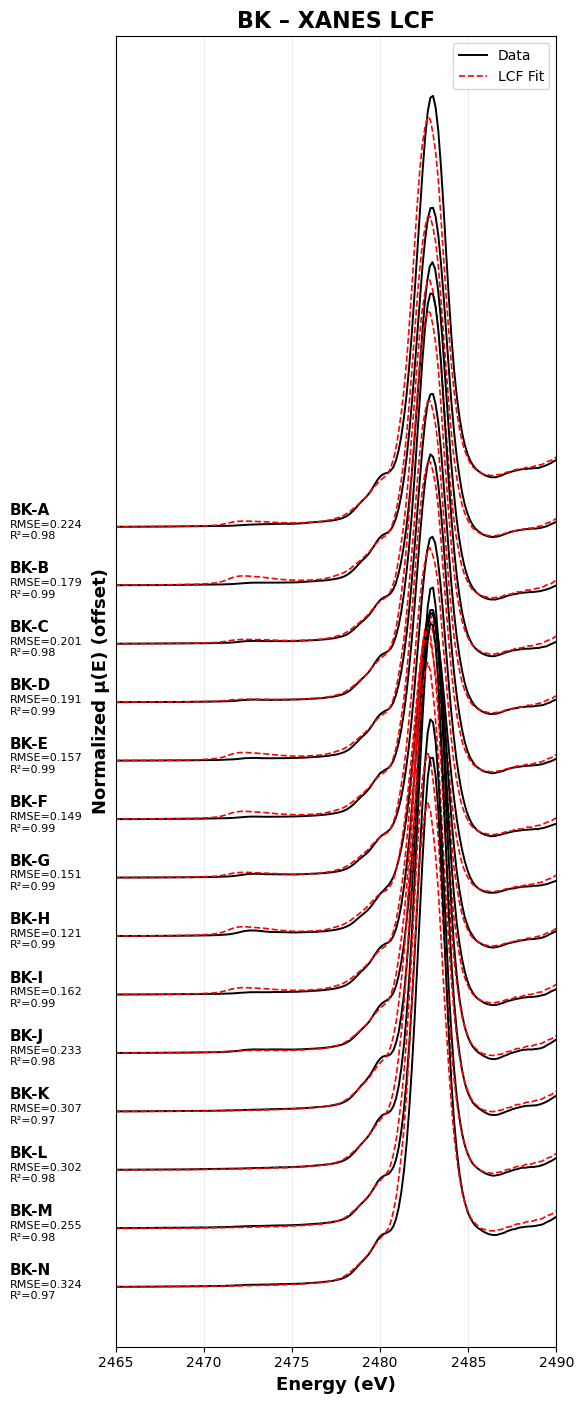 BK – XANES LCF
Data
LCF Fit
BK-A
RMSE=0.224
R²=0.98
BK-B
RMSE=0.179
R²=0.99
BK-C
RMSE=0.201
R²=0.98
BK-D
RMSE=0.191
R²=0.99
BK-E
RMSE=0.157
R²=0.99
BK-F
RMSE=0.149
R²=0.99
BK-G
RMSE=0.151
R²=0.99
BK-H
RMSE=0.121
R²=0.99
BK-I
RMSE=0.162
R²=0.99
BK-J
RMSE=0.233
R²=0.98
BK-K
RMSE=0.307
R²=0.97
BK-L
RMSE=0.302
R²=0.98
BK-M
RMSE=0.255
R²=0.98
BK-N
RMSE=0.324
R²=0.97
Normalized μ(E) (offset)
2465 2470 2475 2480 2485 2490
Energy (eV)